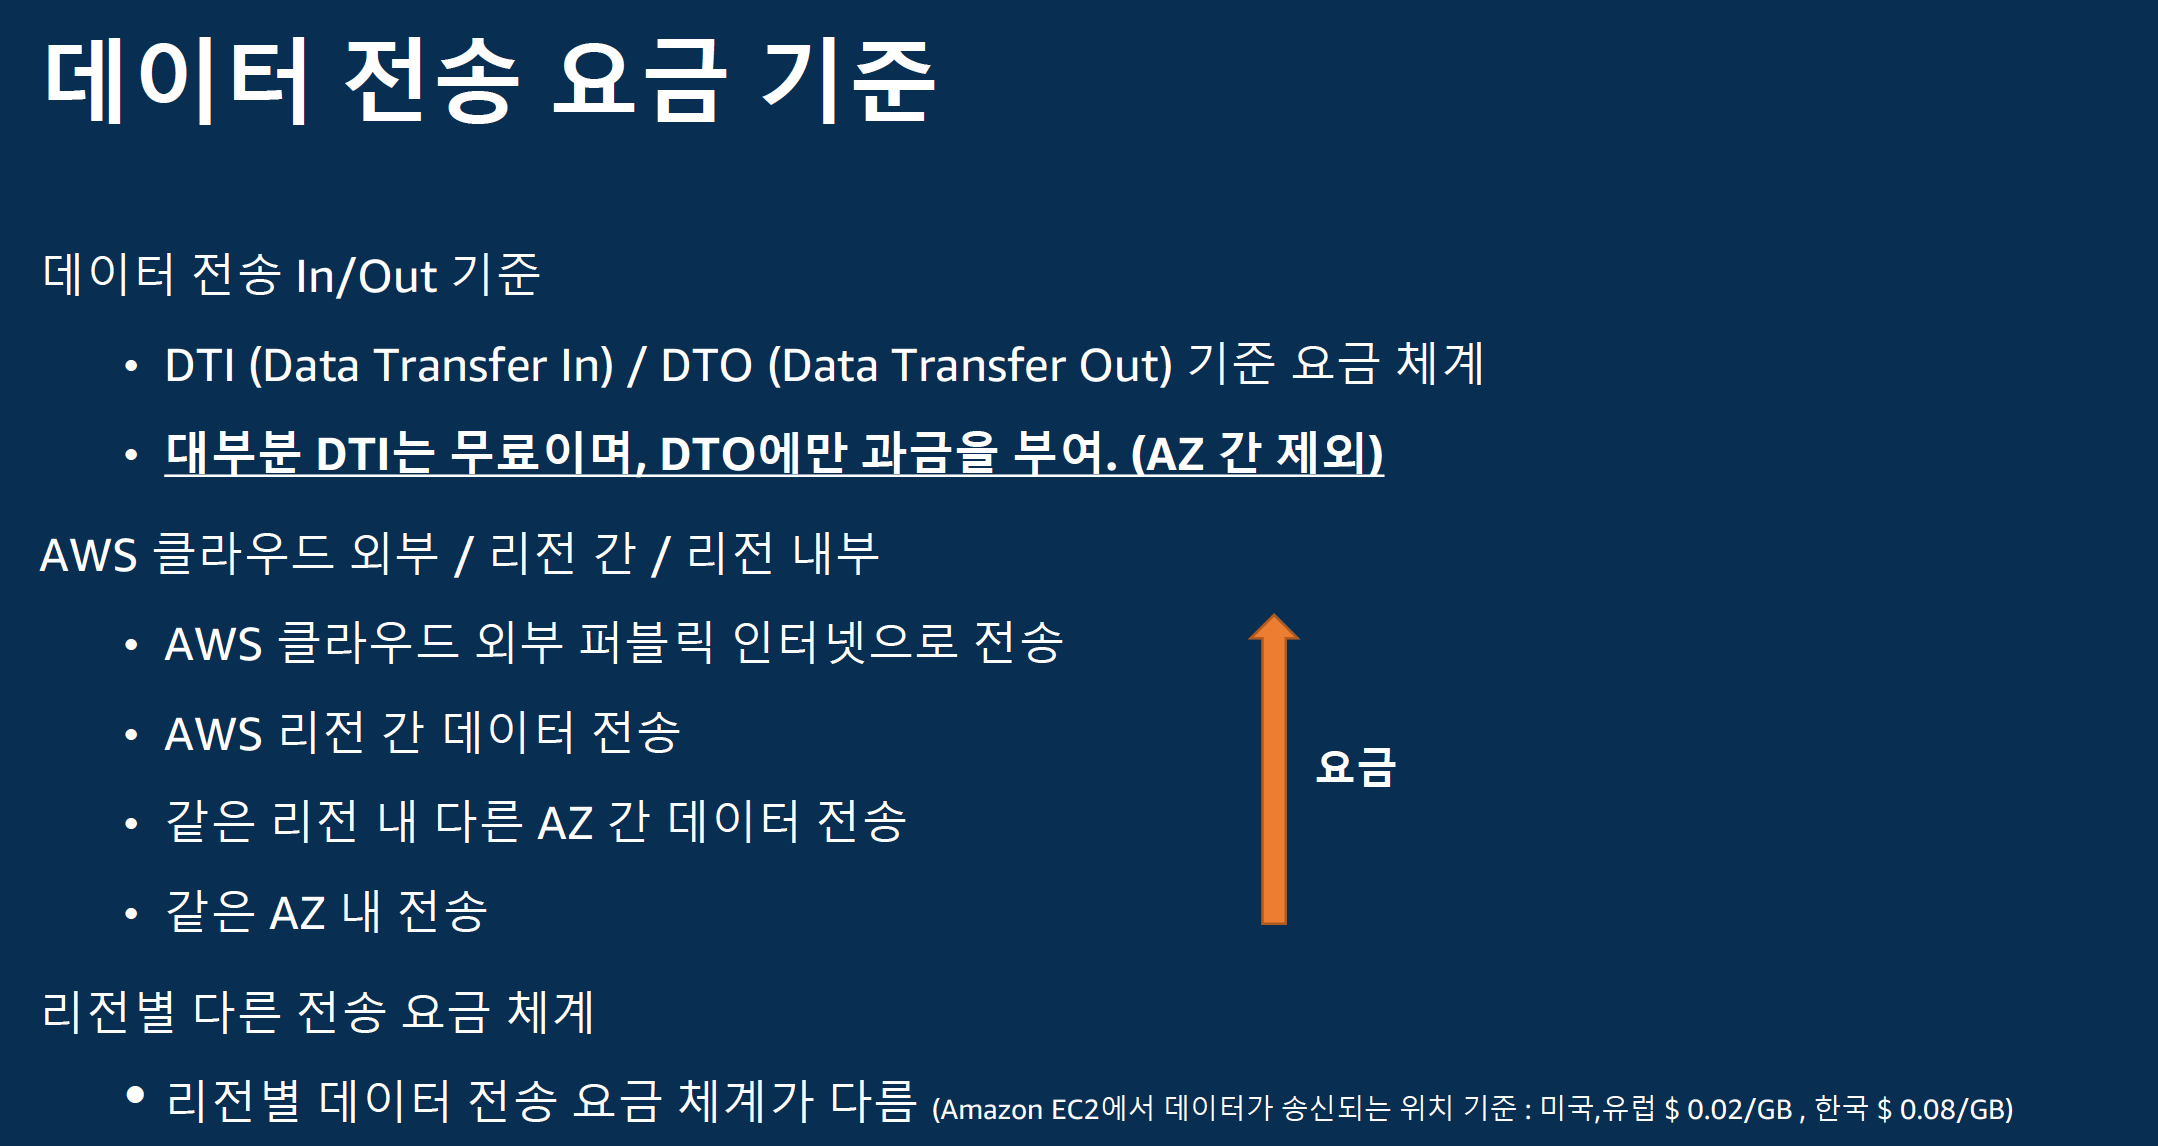 데이터 전송 요금 기준
데이터 전송 In/Out 기준
• DTI (Data Transfer In) / DTO (Data Transfer Out) 기준 요금 체계
• 대부분 DTI는 무료이며, DTO에만 과금을 부여. (AZ 간 제외)
AWS 클라우드 외부 / 리전 간 / 리전 내부
• AWS 클라우드 외부 퍼블릭 인터넷으로 전송
• AWS 리전 간 데이터 전송
요금
• 같은 리전 내 다른 AZ 간 데이터 전송
• 같은 AZ 내 전송
리전별 다른 전송 요금 체계
• 리전별 데이터 전송 요금 체계가 다름 (Amazon EC2에서 데이터가 송신되는 위치 기준 : 미국,유럽 $ 0.02/GB , 한국 $ 0.08/GB)